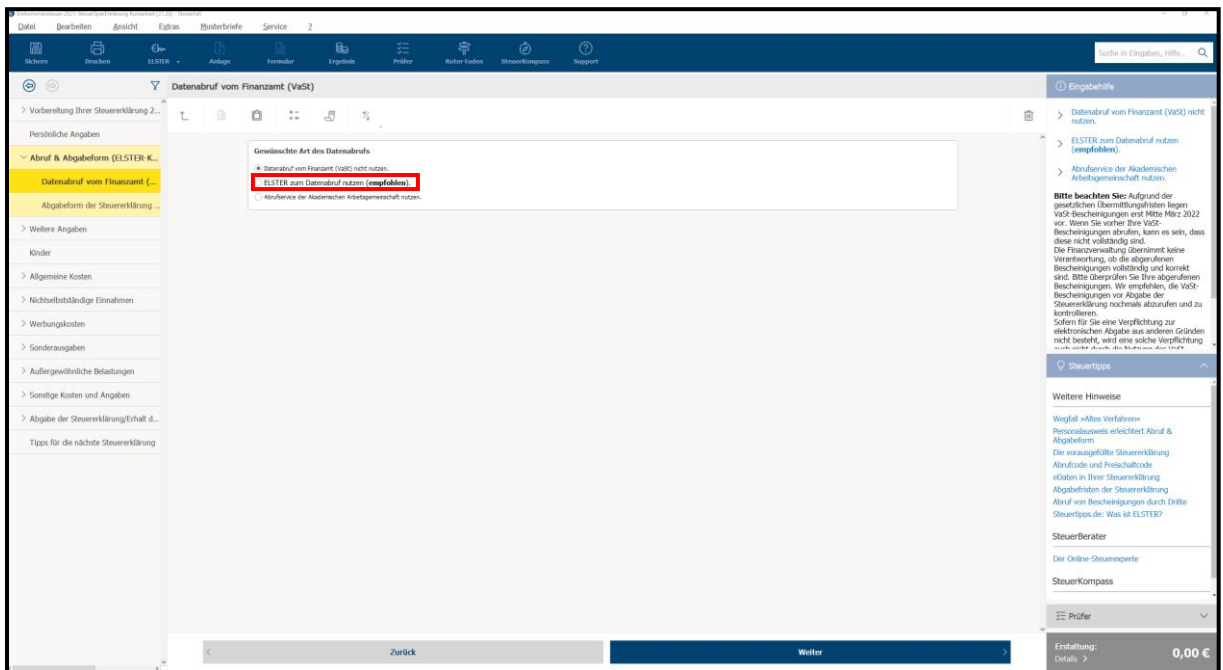 Datei Bearbeiten Ansicht Extras Musterbriefe Service ?
Sichern Drucken ELSTER Anlage Formular Ergebnis Prüfer Roter Faden SteuerKompass Support
Suche in Eingaben, Hilfe...
Datenabruf vom Finanzamt (VaSt)
> Vorbereitung Ihrer Steuererklärung 2...
Persönliche Angaben
Abruf & Abgabeform (ELSTER-K...
Datenabruf vom Finanzamt (...
Abgabeform der Steuererklärung ...
> Weitere Angaben
Kinder
> Allgemeine Kosten
> Nichtselbstständige Einnahmen
> Werbungskosten
> Sonderausgaben
> Außergewöhnliche Belastungen
> Sonstige Kosten und Angaben
> Abgabe der Steuererklärung/Erhalt d...
Tipps für die nächste Steuererklärung
Gewünschte Art des Datenabrufs
Datenabruf vom Finanzamt (VaSt) nicht nutzen.
ELSTER zum Datenabruf nutzen (empfohlen).
Abrufservice der Akademischen Arbeitsgemeinschaft nutzen.
< Zurück
Weiter >
Eingabehilfe
> Datenabruf vom Finanzamt (VaSt) nicht
nutzen.
> ELSTER zum Datenabruf nutzen
(empfohlen).
> Abrufservice der Akademischen
Arbeitsgemeinschaft nutzen.
Bitte beachten Sie: Aufgrund der
gesetzlichen Übermittlungsfristen liegen
VaSt-Bescheinigungen erst Mitte März 2022
vor. Wenn Sie vorher Ihre VaSt-
Bescheinigungen abrufen, kann es sein, dass
diese nicht vollständig sind.
Die Finanzverwaltung übernimmt keine
Verantwortung, ob die abgerufenen
Bescheinigungen vollständig und korrekt
sind. Bitte überprüfen Sie Ihre abgerufenen
Bescheinigungen. Wir empfehlen, die VaSt-
Bescheinigungen vor Abgabe der
Steuererklärung nochmals abzurufen und zu
kontrollieren.
Sofern für Sie eine Verpflichtung zur
elektronischen Abgabe aus anderen Gründen
nicht besteht, wird eine solche Verpflichtung
auch nicht durch die Nutzung der VaSt
Steuertipps
Weitere Hinweise
Wegfall »Altes Verfahren«
Personalausweis erleichtert Abruf &
Abgabeform
Die vorausgefüllte Steuererklärung
Abrufcode und Freischaltcode
eDaten in Ihrer Steuererklärung
Abgabefristen der Steuererklärung
Abruf von Bescheinigungen durch Dritte
Steuertipps.de: Was ist ELSTER?
SteuerBerater
Der Online-Steuerexperte
SteuerKompass
Prüfer
Erstattung:
Details > 0,00 €